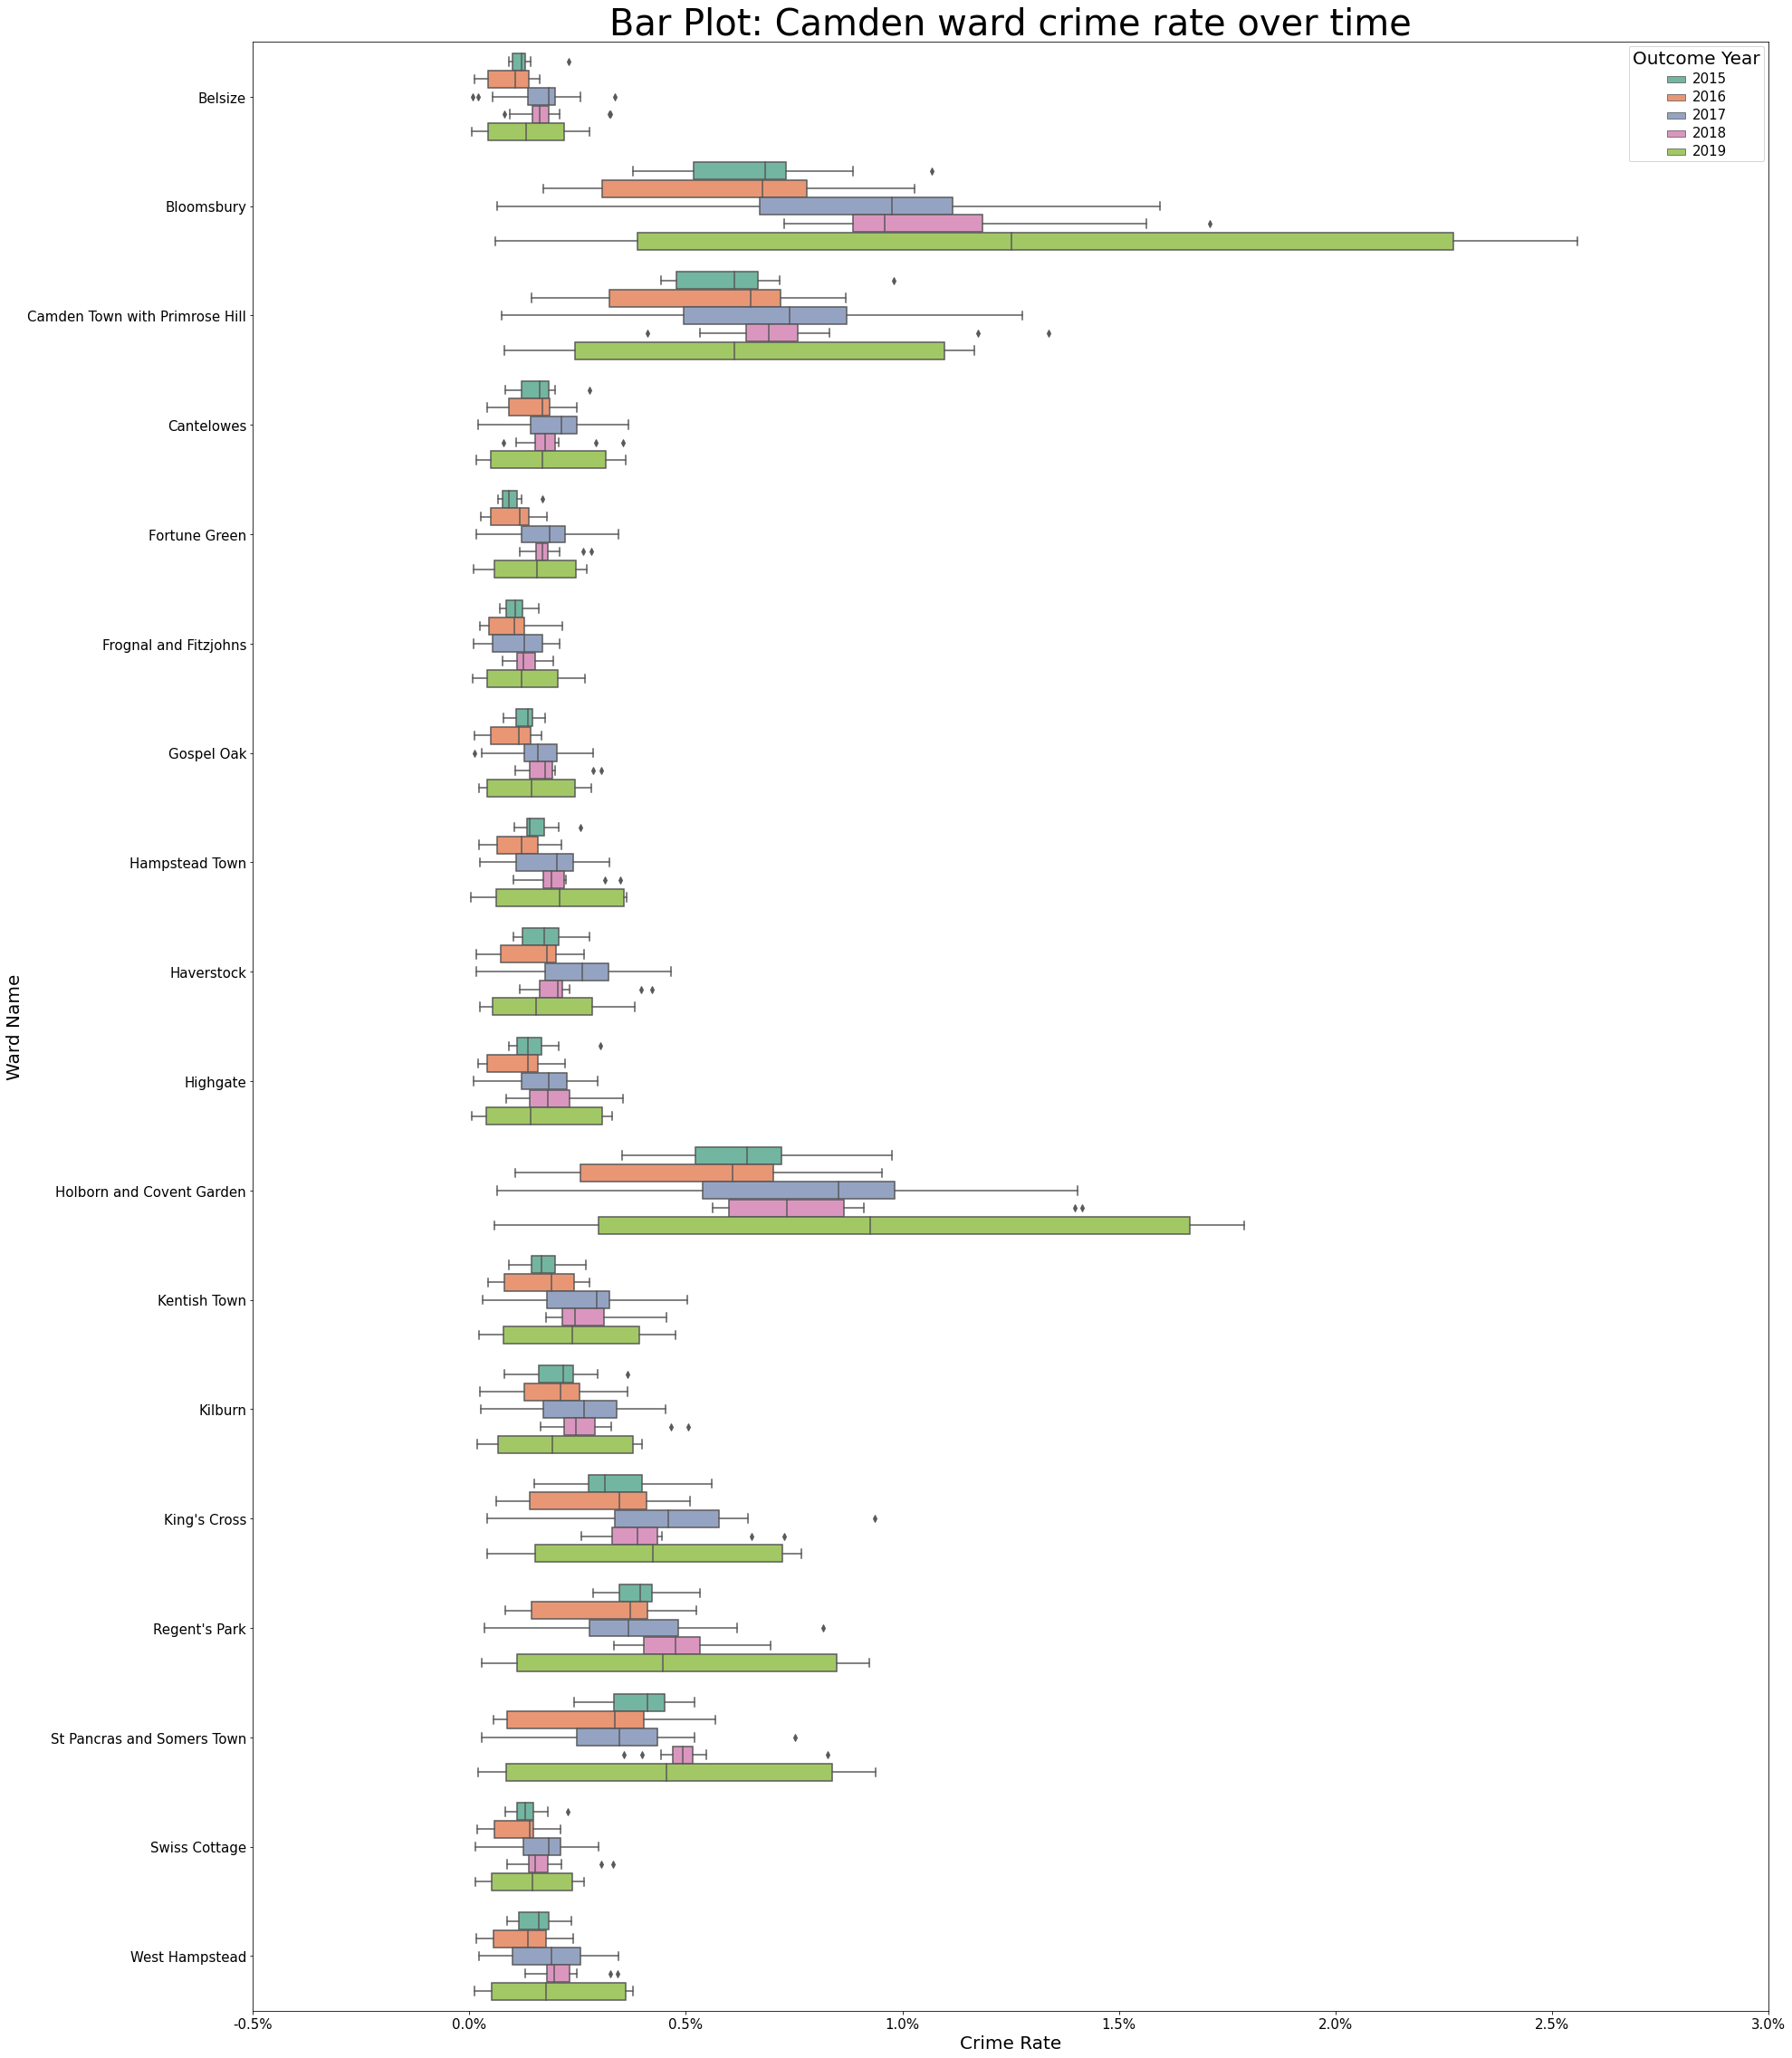 Bar Plot: Camden ward crime rate over time
Outcome Year
2015
2016
2017
2018
2019
Ward Name
Belsize
Bloomsbury
Camden Town with Primrose Hill
Cantelowes
Fortune Green
Frognal and Fitzjohns
Gospel Oak
Hampstead Town
Haverstock
Highgate
Holborn and Covent Garden
Kentish Town
Kilburn
King's Cross
Regent's Park
St Pancras and Somers Town
Swiss Cottage
West Hampstead
-0.5% 0.0% 0.5% 1.0% 1.5% 2.0% 2.5% 3.0%
Crime Rate